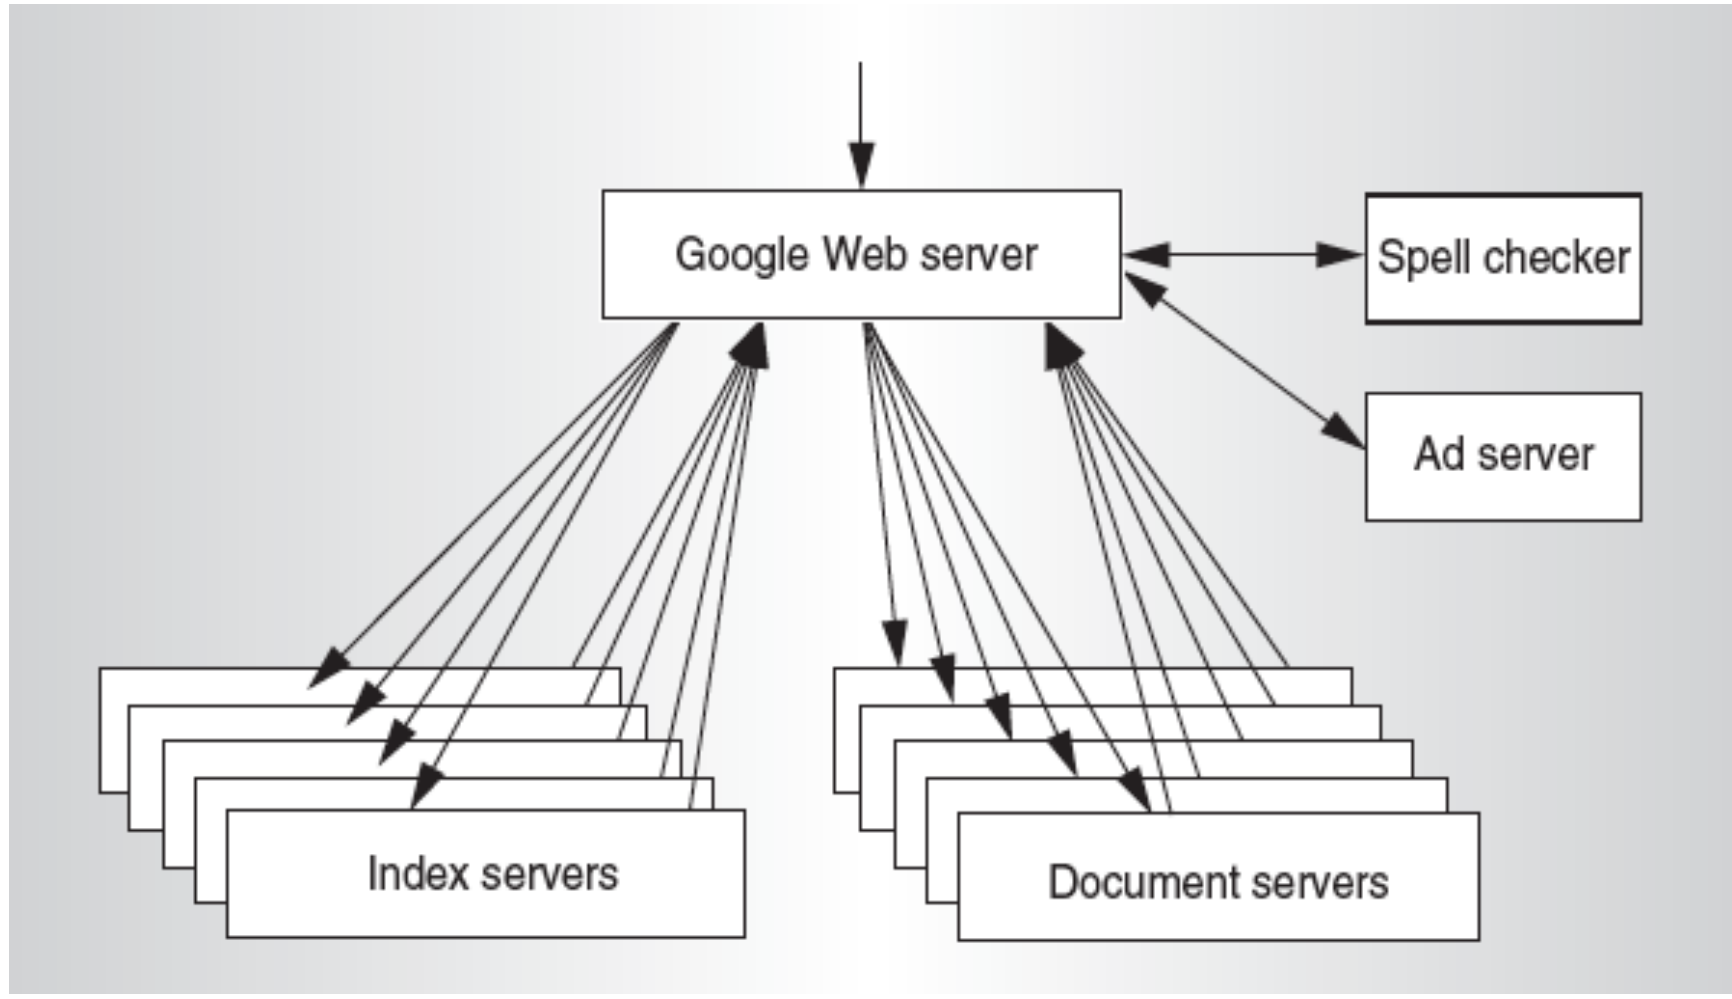 Google Web server
Spell checker
Ad server
Index servers
Document servers